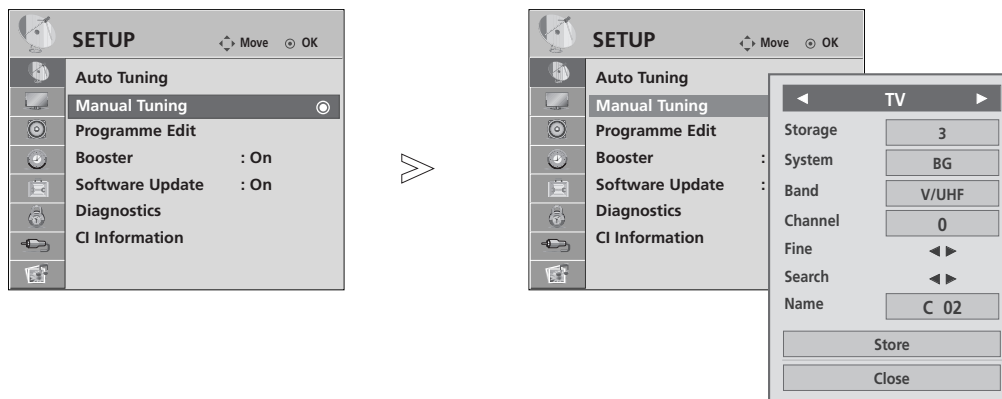 SETUP Move OK
Auto Tuning
Manual Tuning
Programme Edit
Booster : On
Software Update : On
Diagnostics
CI Information
SETUP Move OK
Auto Tuning
Manual Tuning
Programme Edit
Booster :
Software Update :
Diagnostics
CI Information
◄ TV ►
Storage 3
System BG
Band V/UHF
Channel 0
Fine ◄ ►
Search ◄ ►
Name C 02
Store
Close